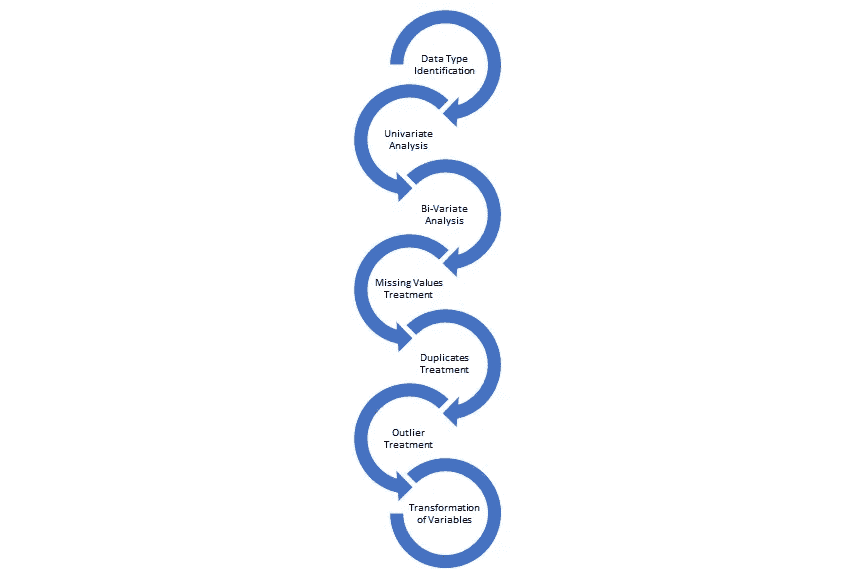 Data Type
Identification
Univariate
Analysis
Bi-Variate
Analysis
Missing Values
Treatment
Duplicates
Treatment
Outlier
Treatment
Transformation
of Variables